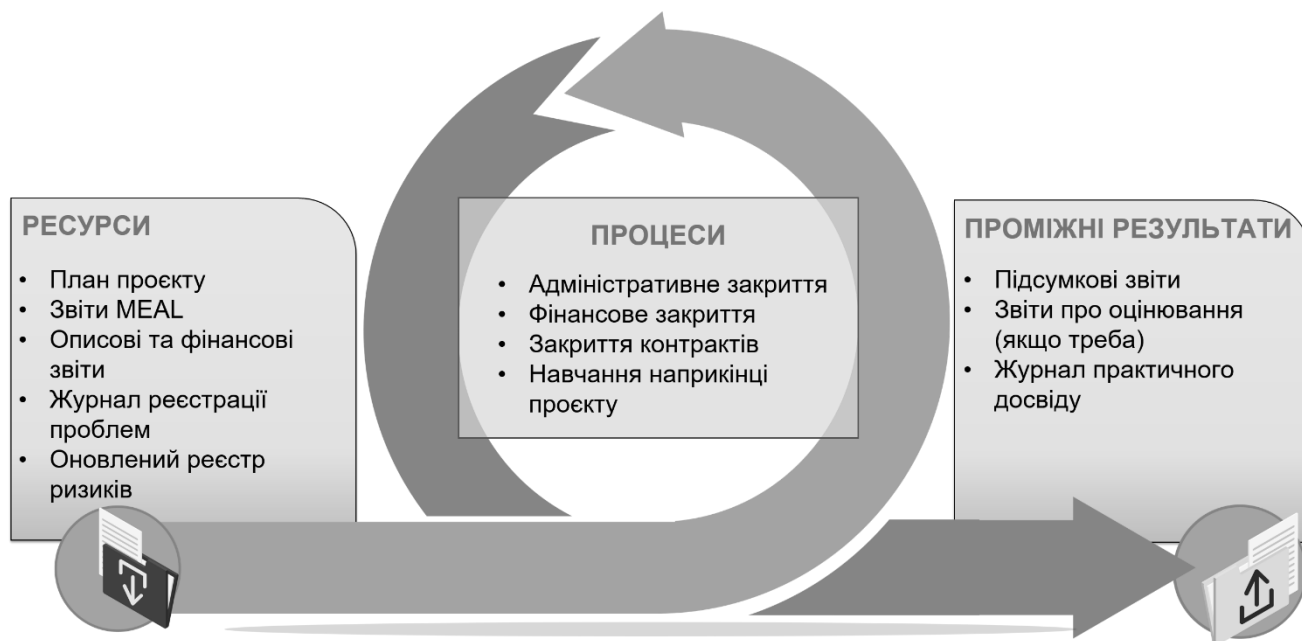 РЕСУРСИ
• План проєкту
• Звіти MEAL
• Описові та фінансові
звіти
• Журнал реєстрації
проблем
• Оновлений реєстр
ризиків
ПРОЦЕСИ
• Адміністративне закриття
• Фінансове закриття
• Закриття контрактів
• Навчання наприкінці
проєкту
ПРОМІЖНІ РЕЗУЛЬТАТИ
• Підсумкові звіти
• Звіти про оцінювання
(якщо треба)
• Журнал практичного
досвіду